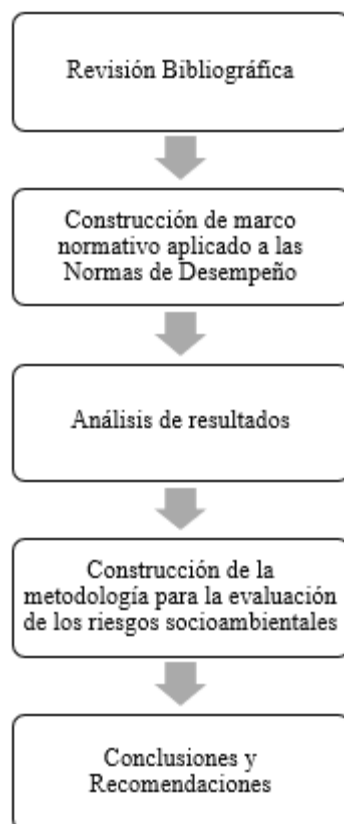 Revisión Bibliográfica
Construcción de marco
normativo aplicado a las
Normas de Desempeño
Análisis de resultados
Construcción de la
metodología para la evaluación
de los riesgos socioambientales
Conclusiones y
Recomendaciones